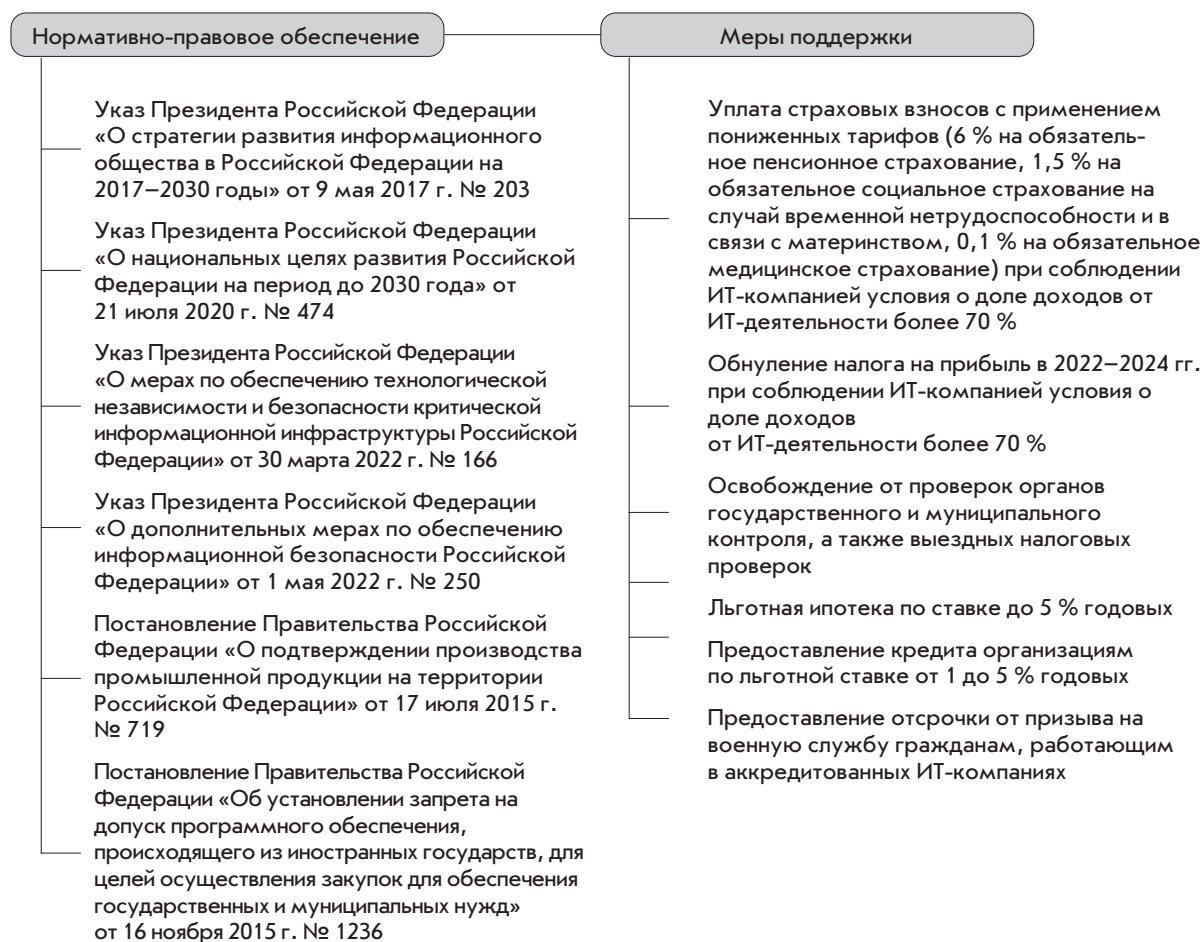 Нормативно-правовое обеспечение
Указ Президента Российской Федерации
«О стратегии развития информационного
общества в Российской Федерации на
2017–2030 годы» от 9 мая 2017 г. № 203
Указ Президента Российской Федерации
«О национальных целях развития Российской
Федерации на период до 2030 года» от
21 июля 2020 г. № 474
Указ Президента Российской Федерации
«О мерах по обеспечению технологической
независимости и безопасности критической
информационной инфраструктуры Российской
Федерации» от 30 марта 2022 г. № 166
Указ Президента Российской Федерации
«О дополнительных мерах по обеспечению
информационной безопасности Российской
Федерации» от 1 мая 2022 г. № 250
Постановление Правительства Российской
Федерации «О подтверждении производства
промышленной продукции на территории
Российской Федерации» от 17 июля 2015 г.
№ 719
Постановление Правительства Российской
Федерации «Об установлении запрета на
допуск программного обеспечения,
происходящего из иностранных государств, для
целей осуществления закупок для обеспечения
государственных и муниципальных нужд»
от 16 ноября 2015 г. № 1236
Меры поддержки
Уплата страховых взносов с применением
пониженных тарифов (6 % на обязатель-
ное пенсионное страхование, 1,5 % на
обязательное социальное страхование на
случай временной нетрудоспособности и в
связи с материнством, 0,1 % на обязательное
медицинское страхование) при соблюдении
ИТ-компанией условия о доле доходов от
ИТ-деятельности более 70 %
Обнуление налога на прибыль в 2022–2024 гг.
при соблюдении ИТ-компанией условия о
доле доходов
от ИТ-деятельности более 70 %
Освобождение от проверок органов
государственного и муниципального
контроля, а также выездных налоговых
проверок
Льготная ипотека по ставке до 5 % годовых
Предоставление кредита организациям
по льготной ставке от 1 до 5 % годовых
Предоставление отсрочки от призыва на
военную службу гражданам, работающим
в аккредитованных ИТ-компаниях